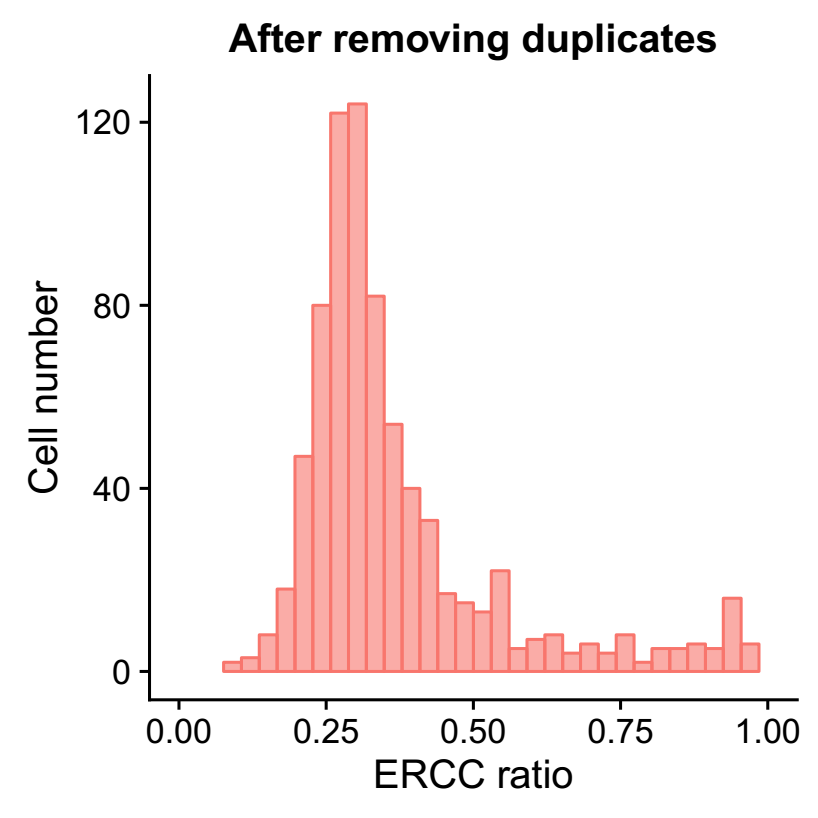 After removing duplicates
Cell number
120
80
40
0
0.00 0.25 0.50 0.75 1.00
ERCC ratio